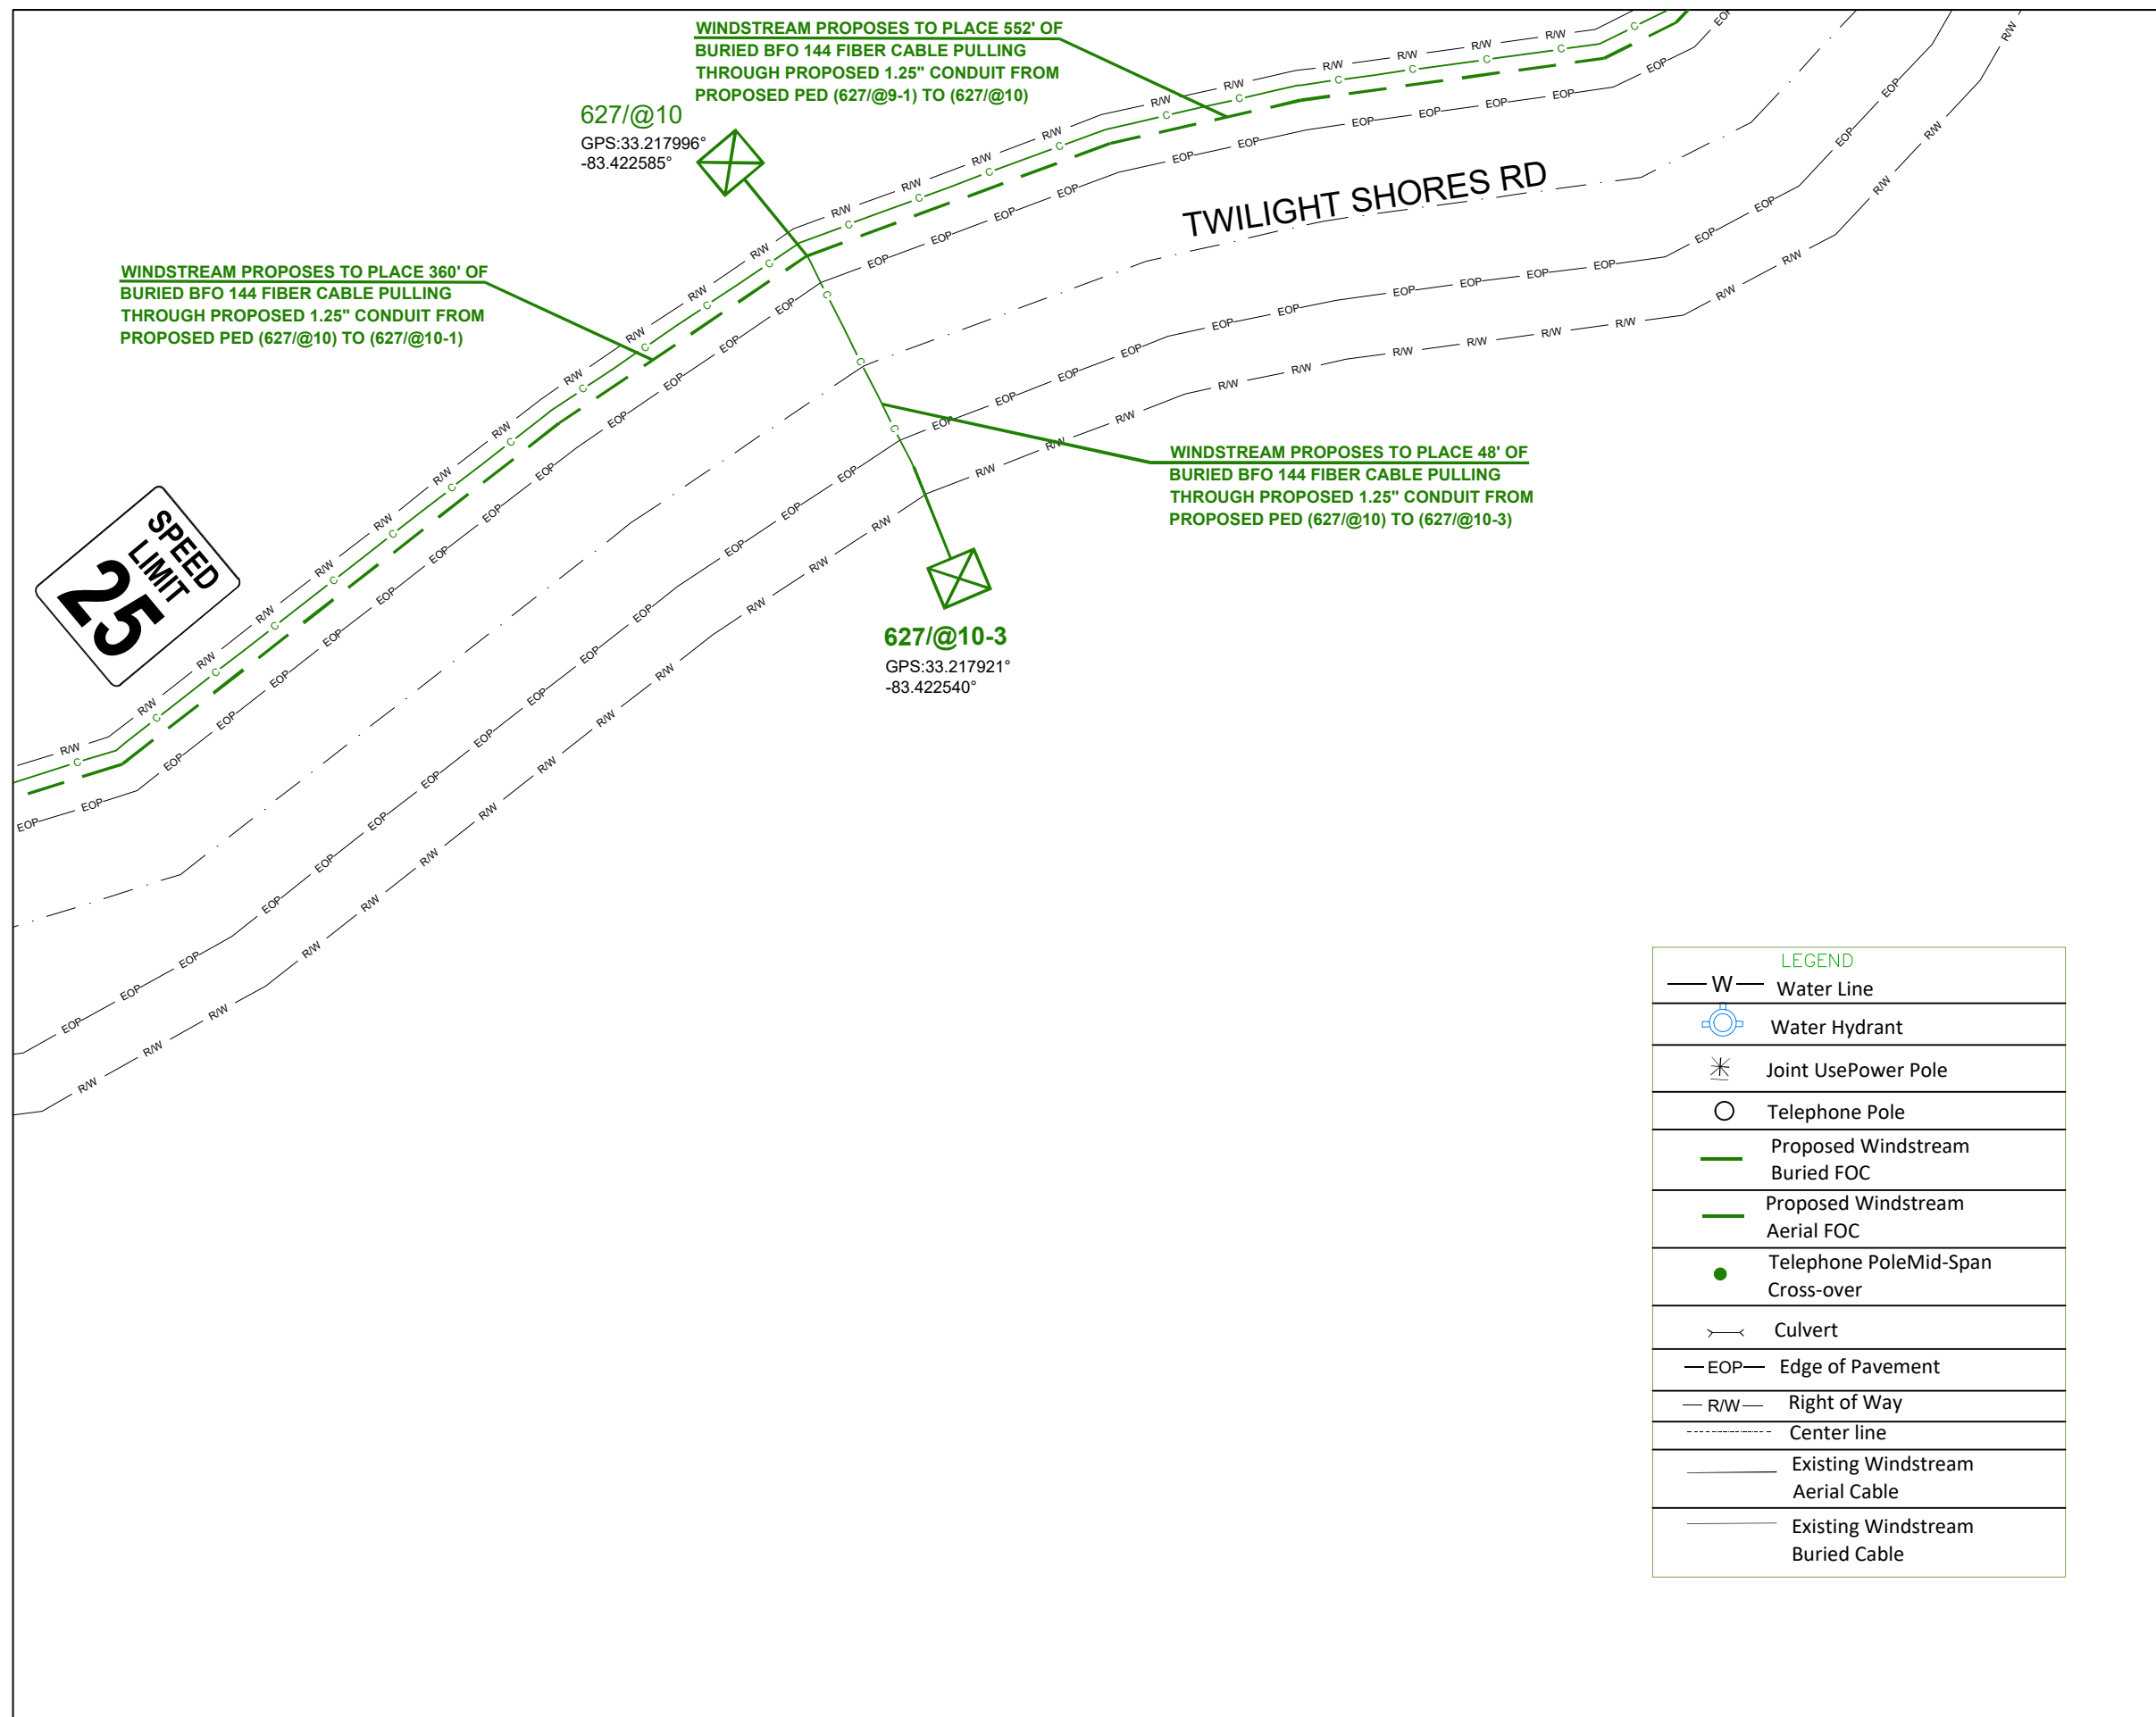 WINDSTREAM PROPOSES TO PLACE 552' OF
BURIED BFO 144 FIBER CABLE PULLING
THROUGH PROPOSED 1.25" CONDUIT FROM
PROPOSED PED (627/@9-1) TO (627/@10)
627/@10
GPS:33.217996°
-83.422585°
TWILIGHT SHORES RD
WINDSTREAM PROPOSES TO PLACE 360' OF
BURIED BFO 144 FIBER CABLE PULLING
THROUGH PROPOSED 1.25" CONDUIT FROM
PROPOSED PED (627/@10) TO (627/@10-1)
WINDSTREAM PROPOSES TO PLACE 48' OF
BURIED BFO 144 FIBER CABLE PULLING
THROUGH PROPOSED 1.25" CONDUIT FROM
PROPOSED PED (627/@10) TO (627/@10-3)
SPEED
LIMIT
25
627/@10-3
GPS:33.217921°
-83.422540°
R/W
C
EOP
EOP
R/W
LEGEND
W Water Line
Water Hydrant
Joint UsePower Pole
Telephone Pole
Proposed Windstream
Buried FOC
Proposed Windstream
Aerial FOC
Telephone PoleMid-Span
Cross-over
Culvert
EOP Edge of Pavement
R/W Right of Way
Center line
Existing Windstream
Aerial Cable
Existing Windstream
Buried Cable